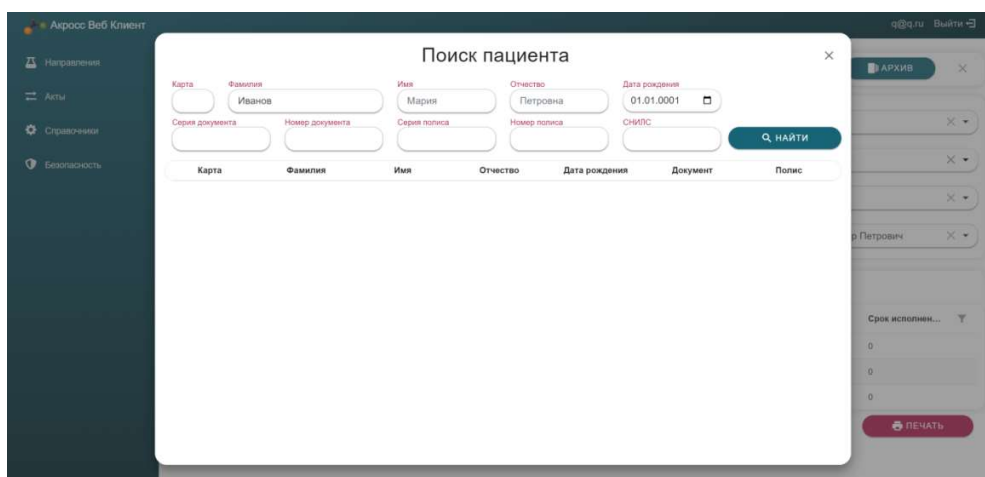 Акросс Веб Клиент
q@q.ru Выйти
Направления
Акты
Справочники
Безопасность
АРХИВ
Поиск пациента
Карта Фамилия Имя Отчество Дата рождения
Иванов Мария Петровна 01.01.0001
Серия документа Номер документа Серия полиса Номер полиса СНИЛС
НАЙТИ
Карта Фамилия Имя Отчество Дата рождения Документ Полис
р Петрович
Срок исполнен...
0
0
0
ПЕЧАТЬ